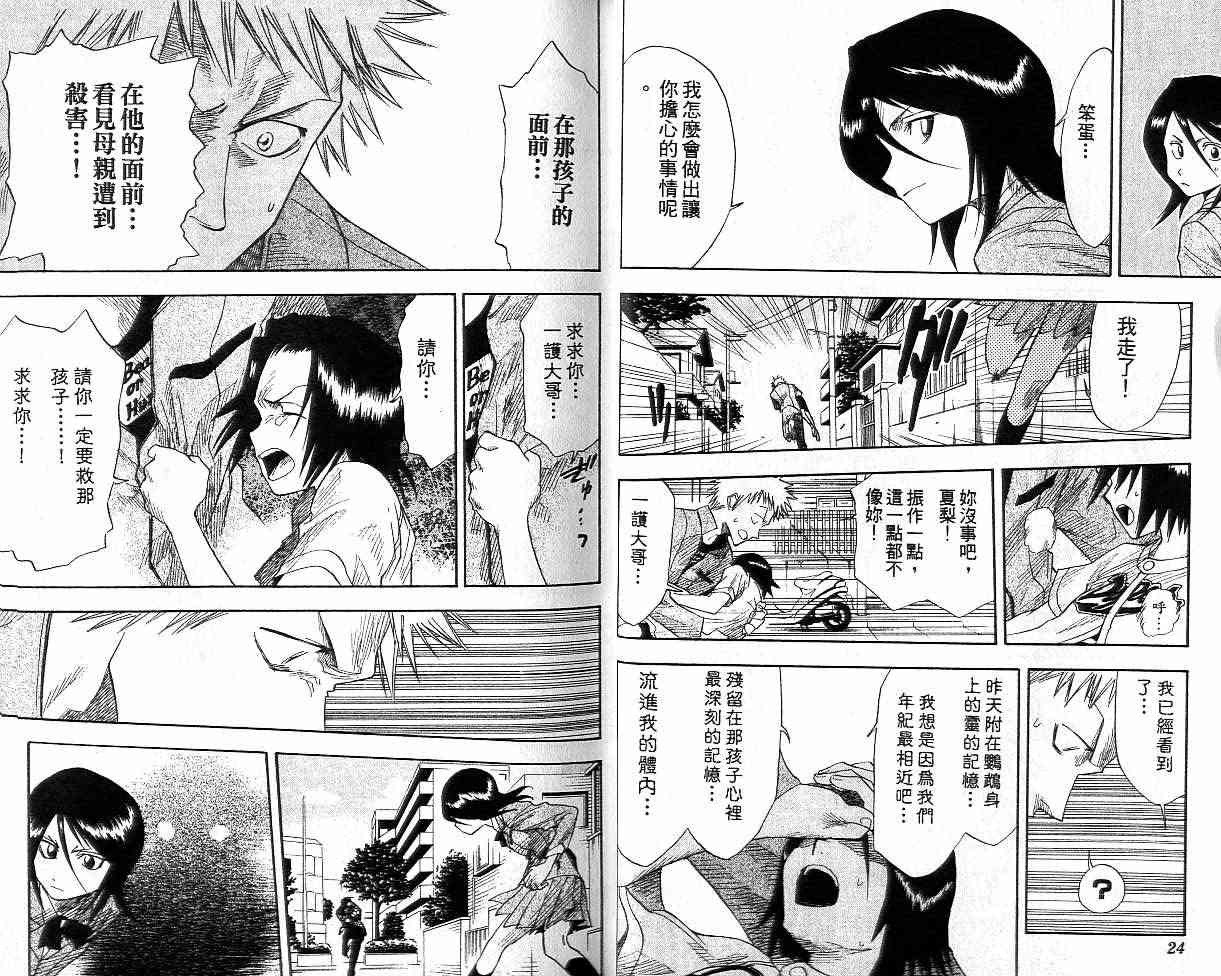 笨蛋…
我怎麼會做出讓
你擔心的事情呢
。
我走了！
呼…
妳沒事吧，
夏梨！
振作一點，
這一點都不
像妳！
一護大哥…
我已經看到
了…
?
昨天附在鸚鵡身
上的靈的記憶…
我想是因為我們
年紀最相近吧…
殘留在那孩子心裡
最深刻的記憶…
流進我的體內…
24
在那孩子的
面前…
在他的面前…
看見母親遭到
殺害…！
求求你…
一護大哥…
ぎゅ…っ
請你…
請你一定要救那
孩子……！
求求你…！